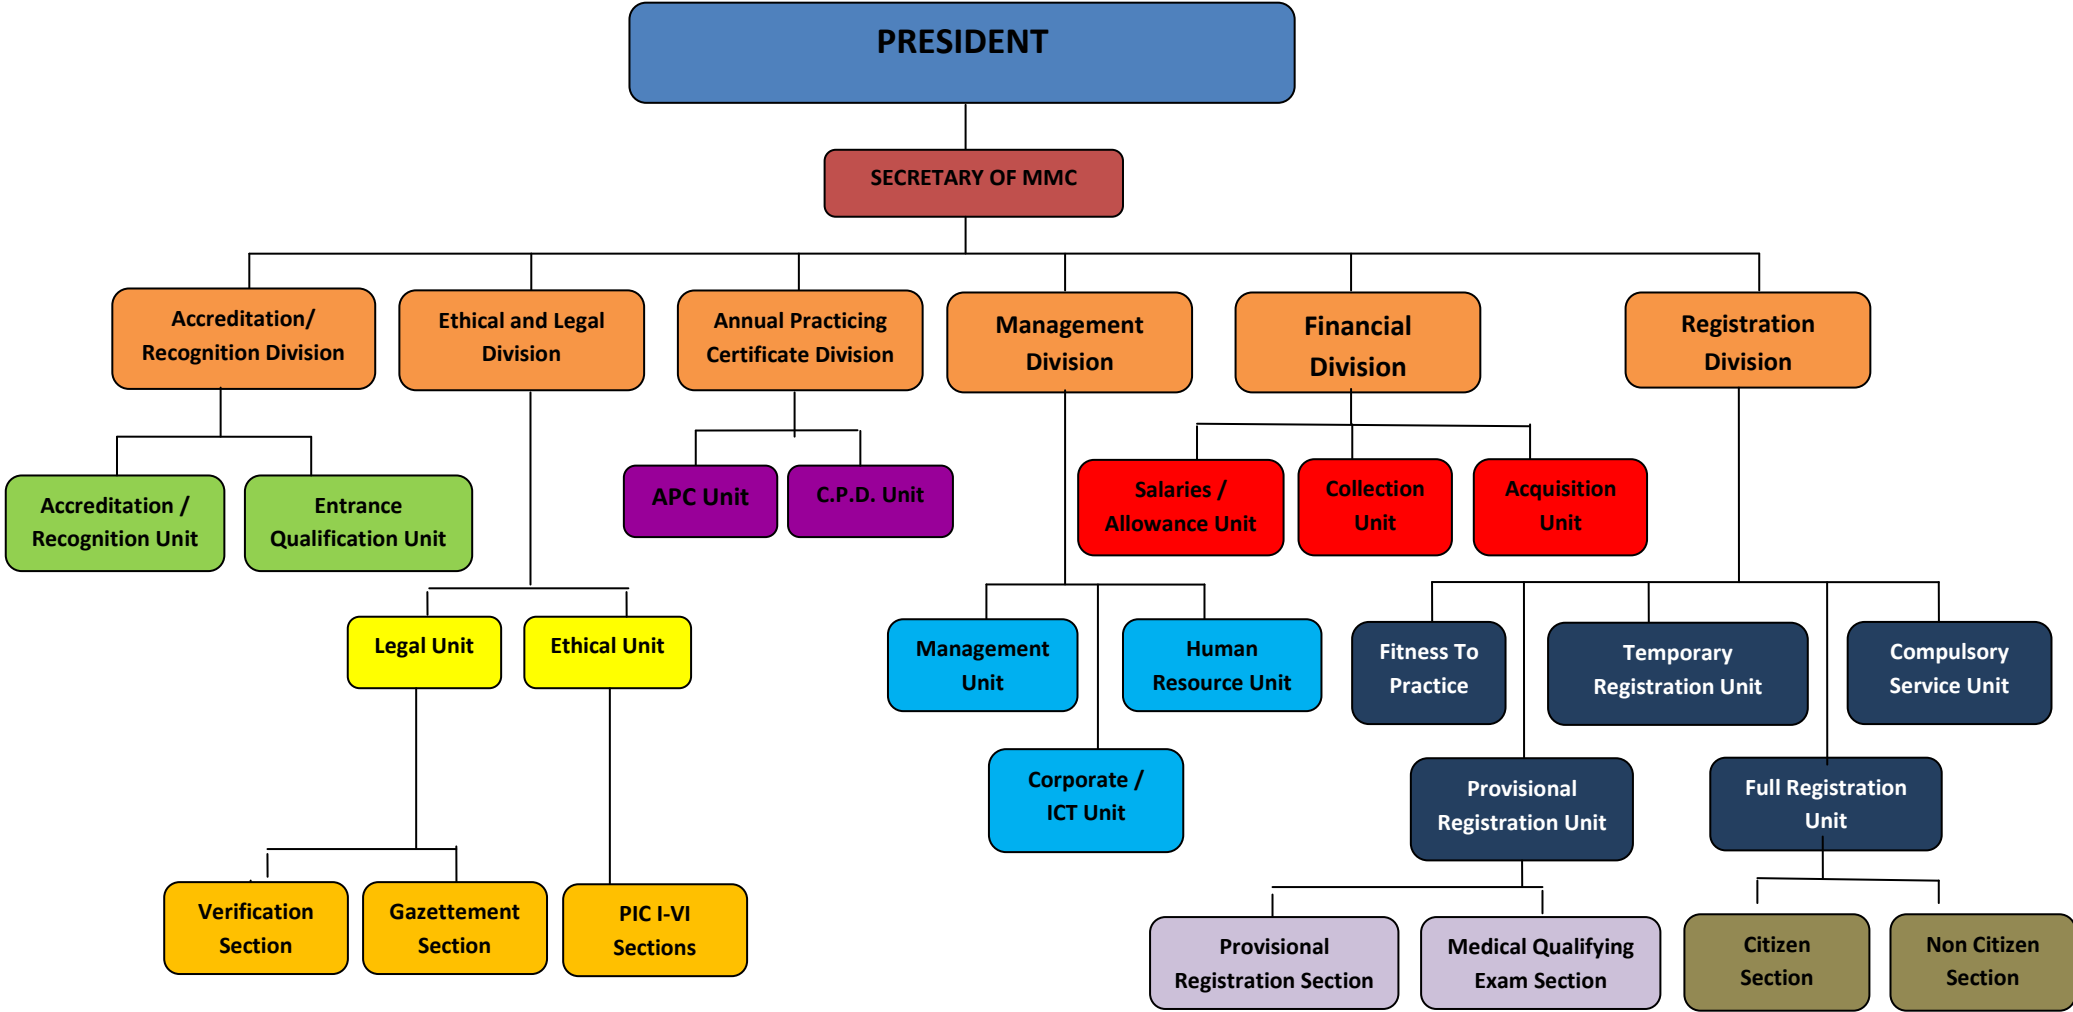 PRESIDENT
SECRETARY OF MMC
Accreditation/
Recognition Division
Ethical and Legal
Division
Annual Practicing
Certificate Division
Management
Division
Financial
Division
Registration
Division
Accreditation /
Recognition Unit
Entrance
Qualification Unit
APC Unit
C.P.D. Unit
Salaries /
Allowance Unit
Collection
Unit
Acquisition
Unit
Legal Unit
Ethical Unit
Management
Unit
Human
Resource Unit
Fitness To
Practice
Temporary
Registration Unit
Compulsory
Service Unit
Corporate /
ICT Unit
Provisional
Registration Unit
Full Registration
Unit
Verification
Section
Gazettement
Section
PIC I-VI
Sections
Provisional
Registration Section
Medical Qualifying
Exam Section
Citizen
Section
Non Citizen
Section